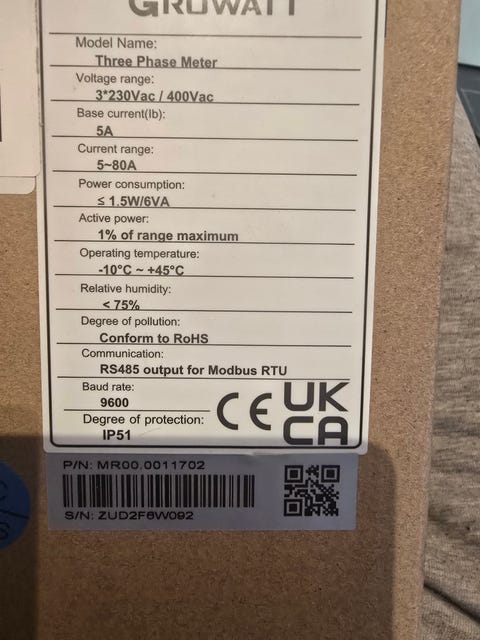 GROWATT
Model Name:
Three Phase Meter
Voltage range:
3*230Vac / 400Vac
Base current(Ib):
5A
Current range:
5~80A
Power consumption:
≤ 1.5W/6VA
Active power:
1% of range maximum
Operating temperature:
-10°C ~ +45°C
Relative humidity:
< 75%
Degree of pollution:
Conform to RoHS
Communication:
RS485 output for Modbus RTU
Baud rate:
9600
Degree of protection:
IP51
CE UK
CA
P/N: MR00.0011702
S/N: ZUD2F6W092